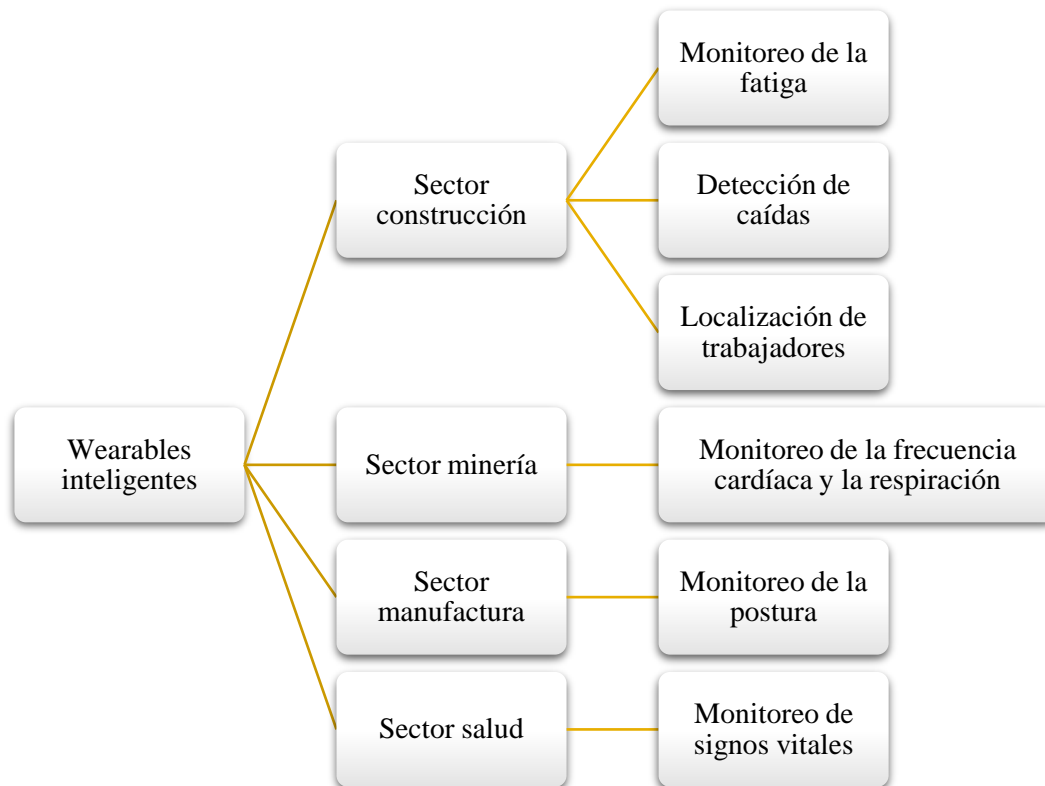 Monitoreo de la
fatiga
Sector
construcción
Detección de
caídas
Localización de
trabajadores
Wearables
inteligentes
Sector minería
Monitoreo de la frecuencia
cardíaca y la respiración
Sector
manufactura
Monitoreo de la
postura
Sector salud
Monitoreo de
signos vitales